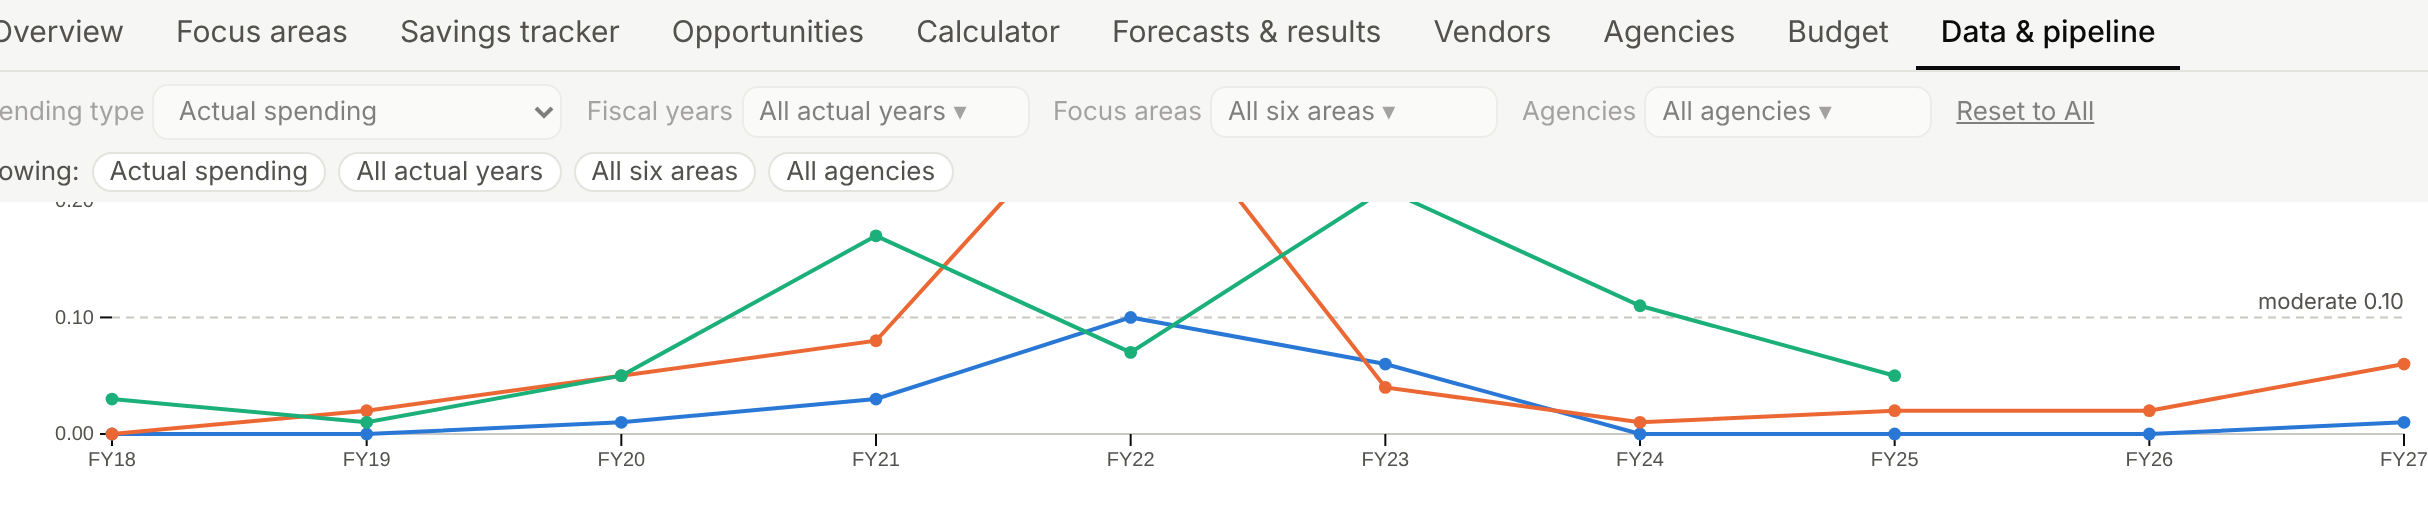 Overview Focus areas Savings tracker Opportunities Calculator Forecasts & results Vendors Agencies Budget Data & pipeline
ending type Actual spending Fiscal years All actual years ▾ Focus areas All six areas ▾ Agencies All agencies ▾ Reset to All
owing: Actual spending All actual years All six areas All agencies
0.20
moderate 0.10
0.10
0.00
FY18 FY19 FY20 FY21 FY22 FY23 FY24 FY25 FY26 FY27